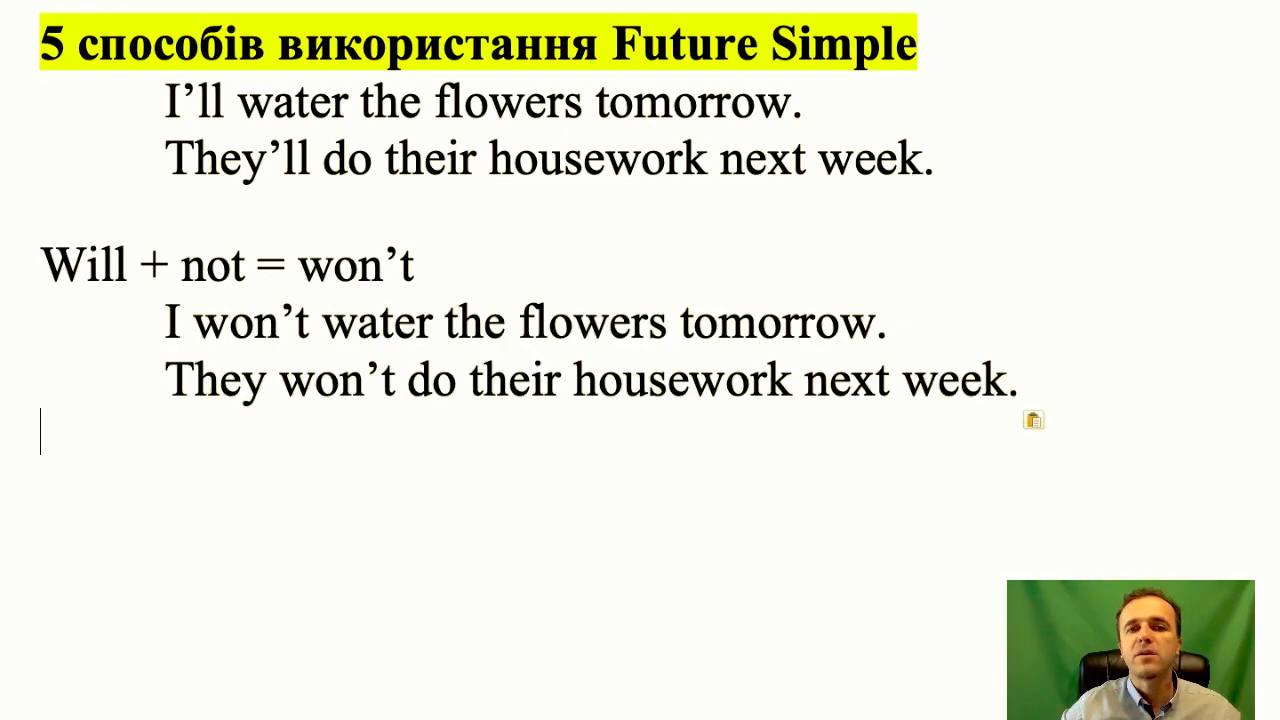 5 способів використання Future Simple
I’ll water the flowers tomorrow.
They’ll do their housework next week.
Will + not = won’t
I won’t water the flowers tomorrow.
They won’t do their housework next week.